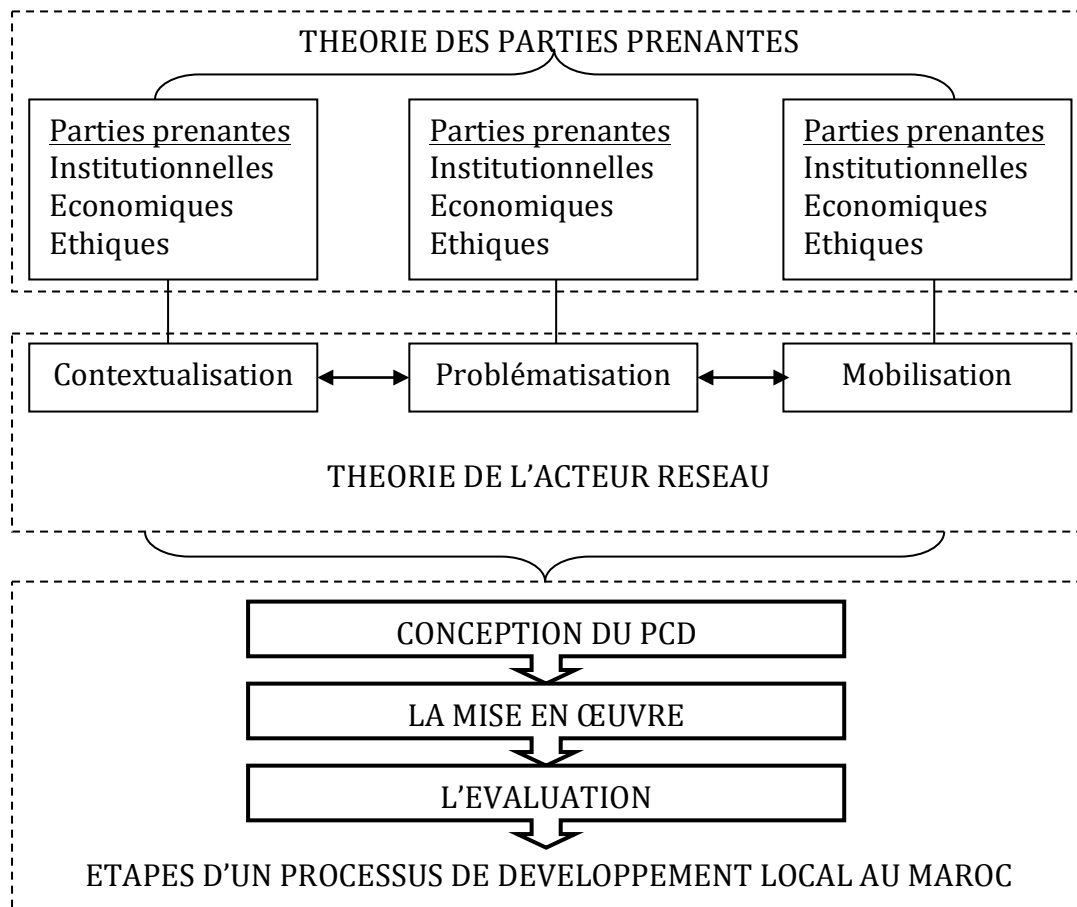 THEORIE DES PARTIES PRENANTES
Parties prenantes
Institutionnelles
Economiques
Ethiques
Parties prenantes
Institutionnelles
Economiques
Ethiques
Parties prenantes
Institutionnelles
Economiques
Ethiques
Contextualisation
Problématisation
Mobilisation
THEORIE DE L’ACTEUR RESEAU
CONCEPTION DU PCD
LA MISE EN ŒUVRE
L’EVALUATION
ETAPES D’UN PROCESSUS DE DEVELOPPEMENT LOCAL AU MAROC